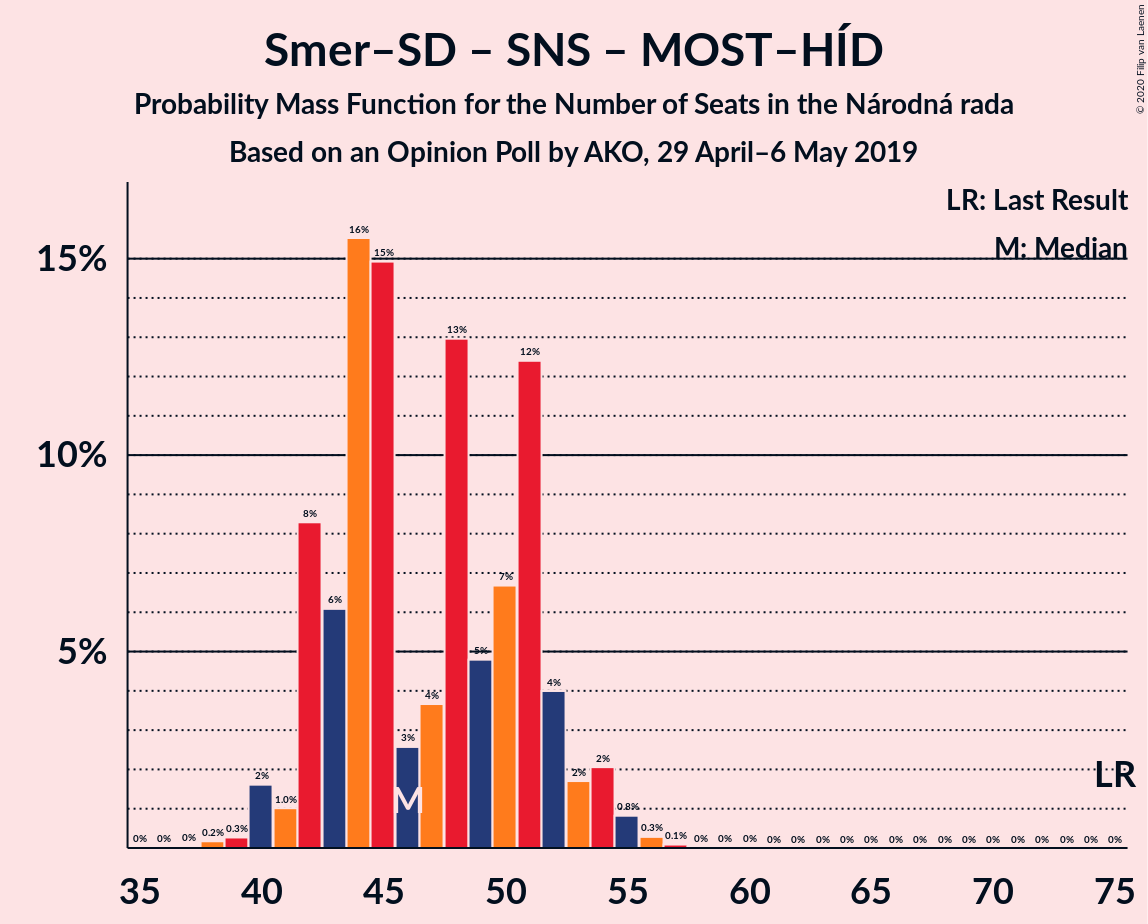 Smer–SD – SNS – MOST–HÍD
Probability Mass Function for the Number of Seats in the Národná rada
Based on an Opinion Poll by AKO, 29 April–6 May 2019
© 2020 Filip van Laenen
LR: Last Result
M: Median
15%
10%
5%
0% 0% 0% 0.2% 0.3% 2% 1.0% 8% 6% 16% 15% 3% 4% 13% 5% 7% 12% 4% 2% 2% 0.8% 0.3% 0.1% 0% 0% 0% 0% 0% 0% 0% 0% 0% 0% 0% 0% 0% 0% 0% 0% 0% 0%
M
LR
35 40 45 50 55 60 65 70 75